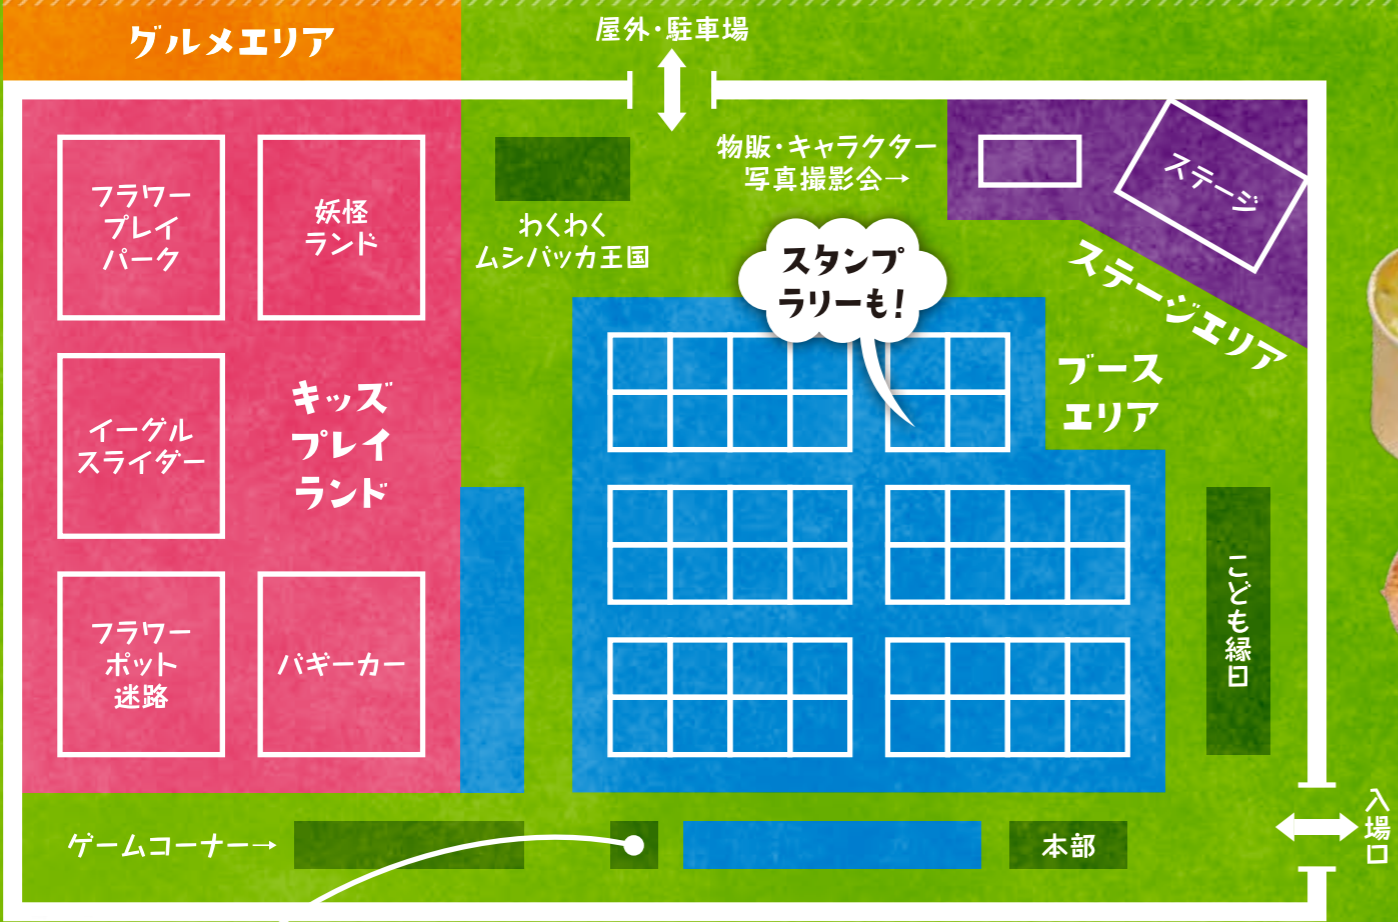 グルメエリア
屋外・駐車場
フラワー
プレイ
パーク
妖怪
ランド
わくわく
ムシバッカ王国
物販・キャラクター
写真撮影会→
ステージ
ステージエリア
スタンプ
ラリーも!
ブース
エリア
イーグル
スライダー
キッズ
プレイ
ランド
フラワー
ポット
迷路
バギーカー
こども縁日
ゲームコーナー→
本部
入場口